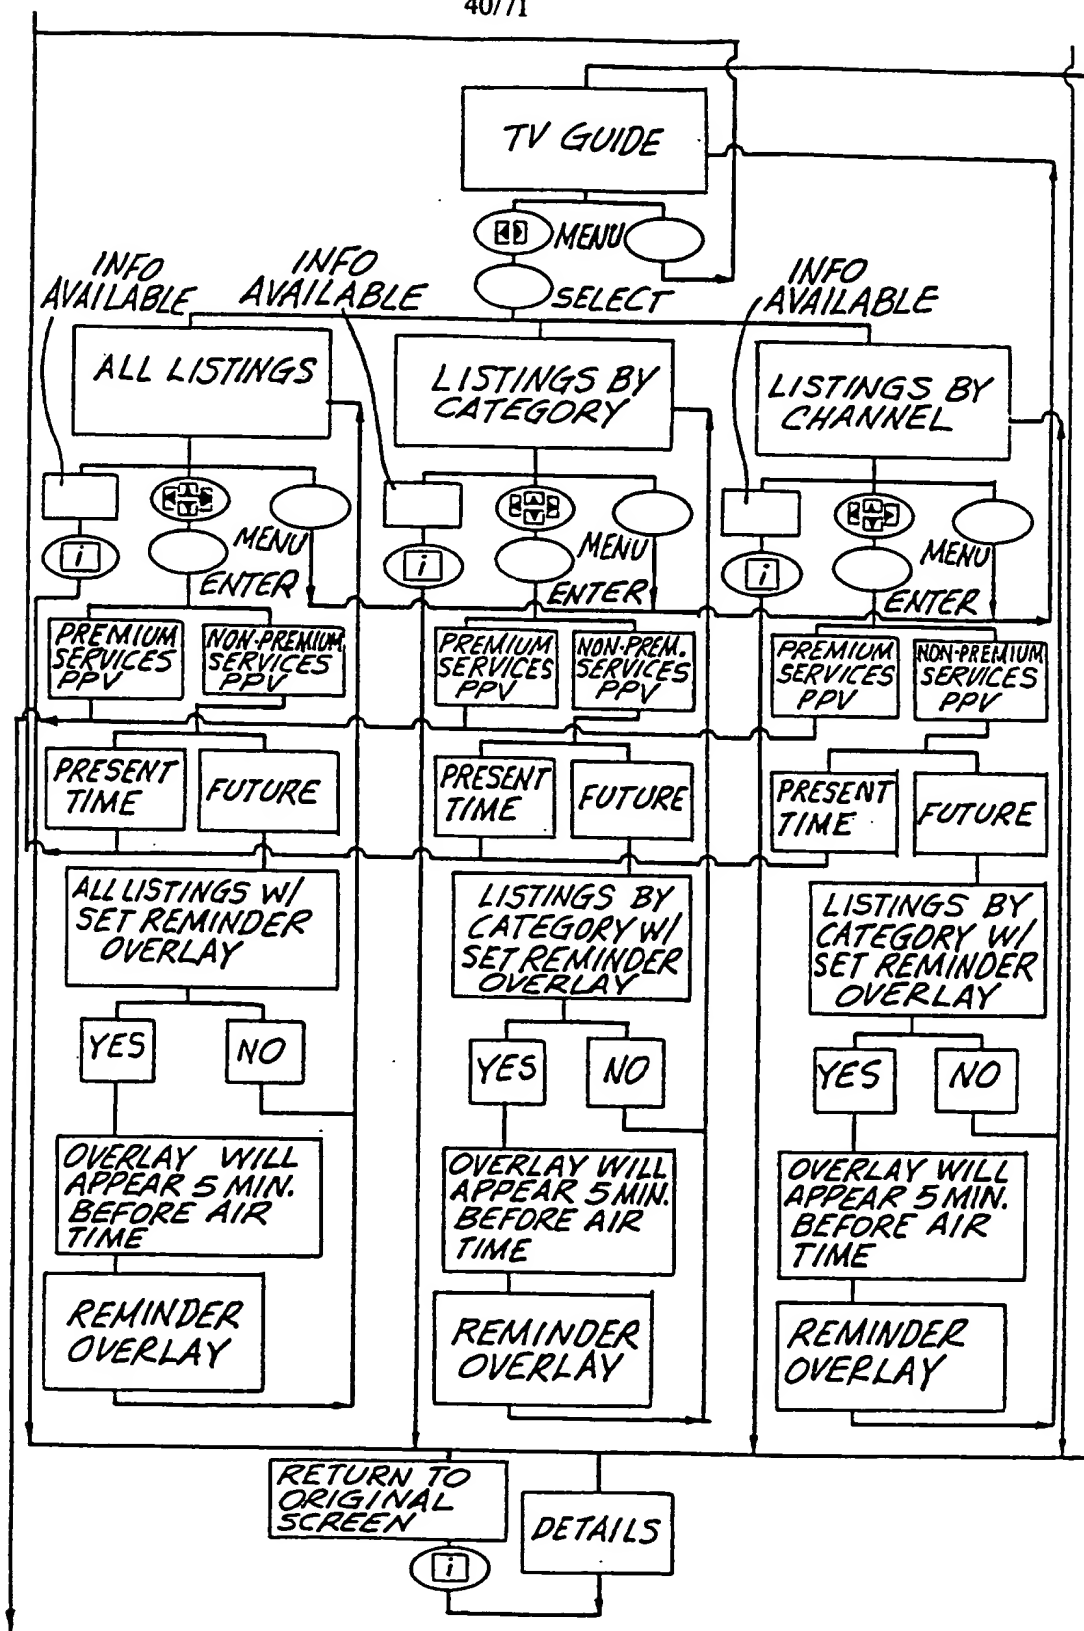 40/71
TV GUIDE
MENU
SELECT
INFO
AVAILABLE
INFO
AVAILABLE
INFO
AVAILABLE
ALL LISTINGS
LISTINGS BY
CATEGORY
LISTINGS BY
CHANNEL
i
MENU
ENTER
i
MENU
ENTER
i
MENU
ENTER
PREMIUM
SERVICES
PPV
NON-PREMIUM
SERVICES
PPV
PREMIUM
SERVICES
PPV
NON-PREM.
SERVICES
PPV
PREMIUM
SERVICES
PPV
NON-PREMIUM
SERVICES
PPV
PRESENT
TIME
FUTURE
PRESENT
TIME
FUTURE
PRESENT
TIME
FUTURE
ALL LISTINGS W/
SET REMINDER
OVERLAY
LISTINGS BY
CATEGORY W/
SET REMINDER
OVERLAY
LISTINGS BY
CATEGORY W/
SET REMINDER
OVERLAY
YES
NO
YES
NO
YES
NO
OVERLAY WILL
APPEAR 5 MIN.
BEFORE AIR
TIME
OVERLAY WILL
APPEAR 5 MIN.
BEFORE AIR
TIME
OVERLAY WILL
APPEAR 5 MIN.
BEFORE AIR
TIME
REMINDER
OVERLAY
REMINDER
OVERLAY
REMINDER
OVERLAY
RETURN TO
ORIGINAL
SCREEN
i
DETAILS